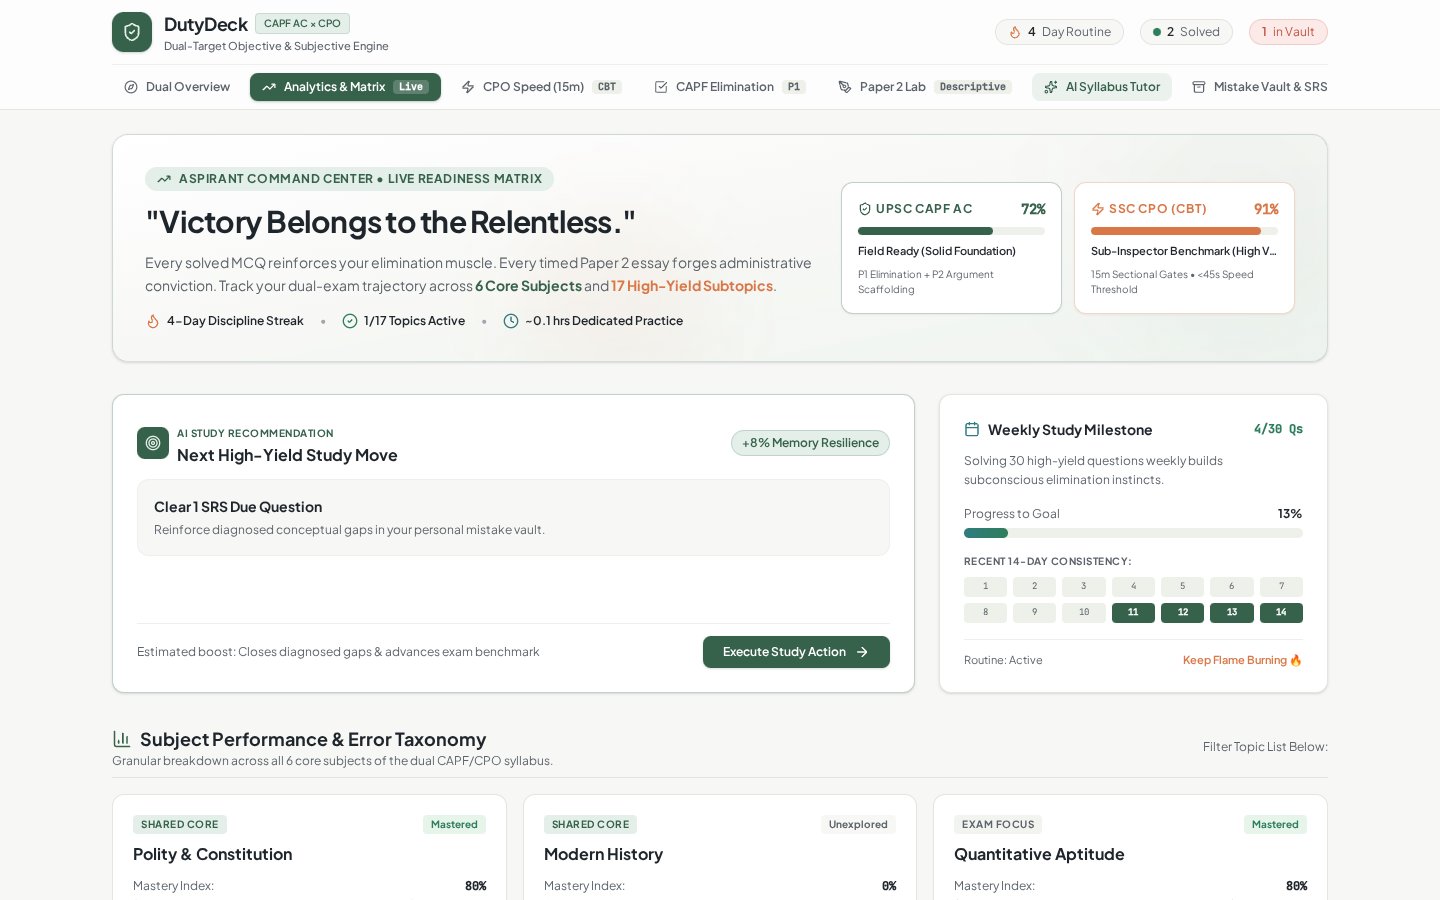 DutyDeck CAPF AC × CPO
Dual-Target Objective & Subjective Engine
4 Day Routine
2 Solved
1 in Vault
Dual Overview
Analytics & Matrix Live
CPO Speed (15m) CBT
CAPF Elimination P1
Paper 2 Lab Descriptive
AI Syllabus Tutor
Mistake Vault & SRS
ASPIRANT COMMAND CENTER • LIVE READINESS MATRIX
"Victory Belongs to the Relentless."
Every solved MCQ reinforces your elimination muscle. Every timed Paper 2 essay forges administrative
conviction. Track your dual-exam trajectory across 6 Core Subjects and 17 High-Yield Subtopics.
4-Day Discipline Streak • 1/17 Topics Active • ~0.1 hrs Dedicated Practice
UPSC CAPF AC 72%
Field Ready (Solid Foundation)
P1 Elimination + P2 Argument
Scaffolding
SSC CPO (CBT) 91%
Sub-Inspector Benchmark (High V...
15m Sectional Gates • <45s Speed
Threshold
AI STUDY RECOMMENDATION
Next High-Yield Study Move
+8% Memory Resilience
Clear 1 SRS Due Question
Reinforce diagnosed conceptual gaps in your personal mistake vault.
Estimated boost: Closes diagnosed gaps & advances exam benchmark
Execute Study Action →
Weekly Study Milestone 4/30 Qs
Solving 30 high-yield questions weekly builds
subconscious elimination instincts.
Progress to Goal 13%
RECENT 14-DAY CONSISTENCY:
1 2 3 4 5 6 7
8 9 10 11 12 13 14
Routine: Active
Keep Flame Burning 🔥
Subject Performance & Error Taxonomy
Granular breakdown across all 6 core subjects of the dual CAPF/CPO syllabus.
Filter Topic List Below:
SHARED CORE Mastered
Polity & Constitution
Mastery Index: 80%
SHARED CORE Unexplored
Modern History
Mastery Index: 0%
EXAM FOCUS Mastered
Quantitative Aptitude
Mastery Index: 80%